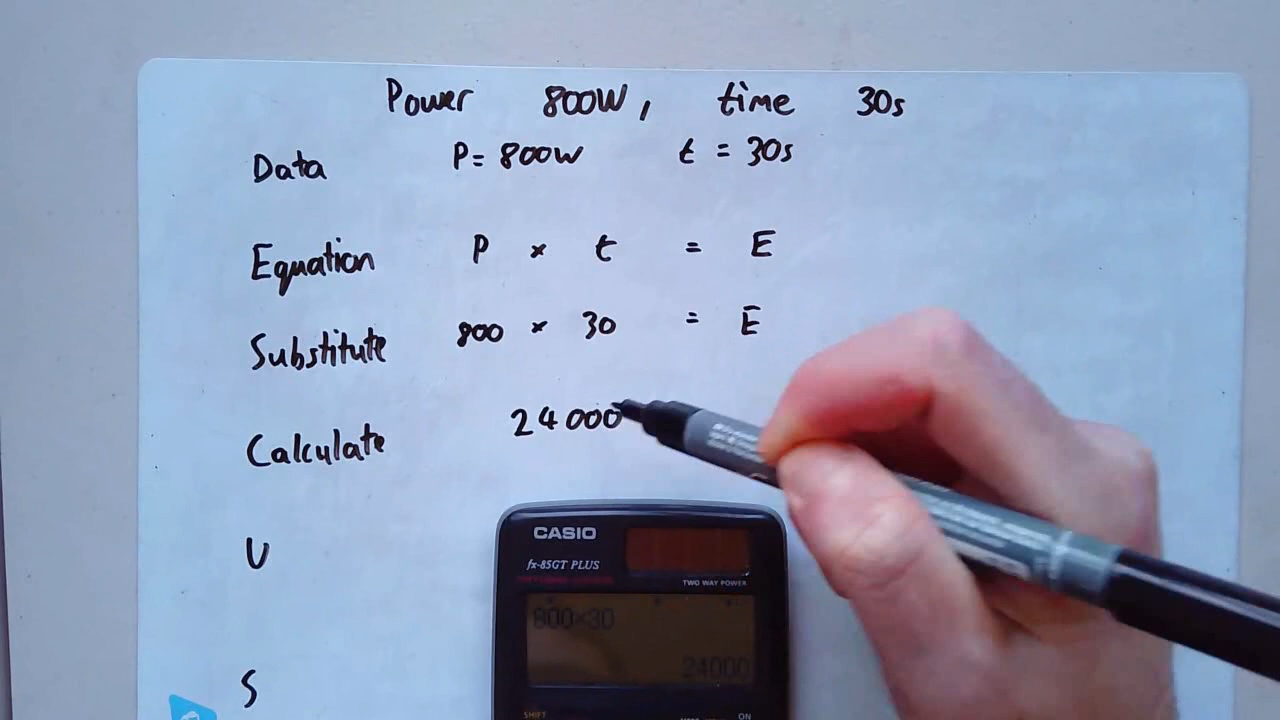 Power 800W, time 30s
Data P = 800W t = 30s
Equation P × t = E
Substitute 800 × 30 = E
Calculate 24000
U
S
CASIO
fx-85GT PLUS
TWO WAY POWER
800×30
24000
SHIFT ON